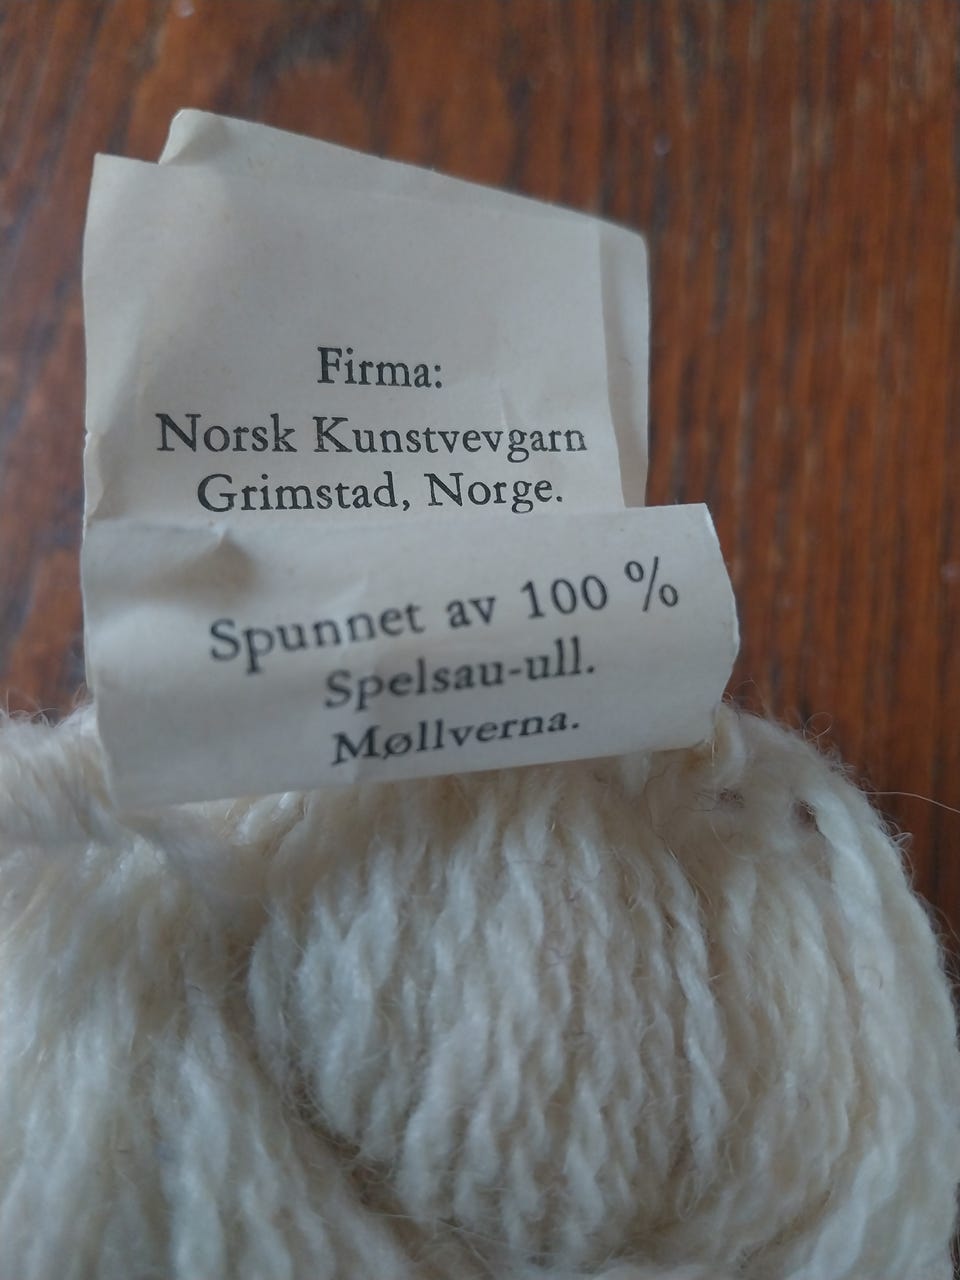 Firma:
Norsk Kunstvevgarn
Grimstad, Norge.
Spunnet av 100 %
Spelsau-ull.
Møllverna.